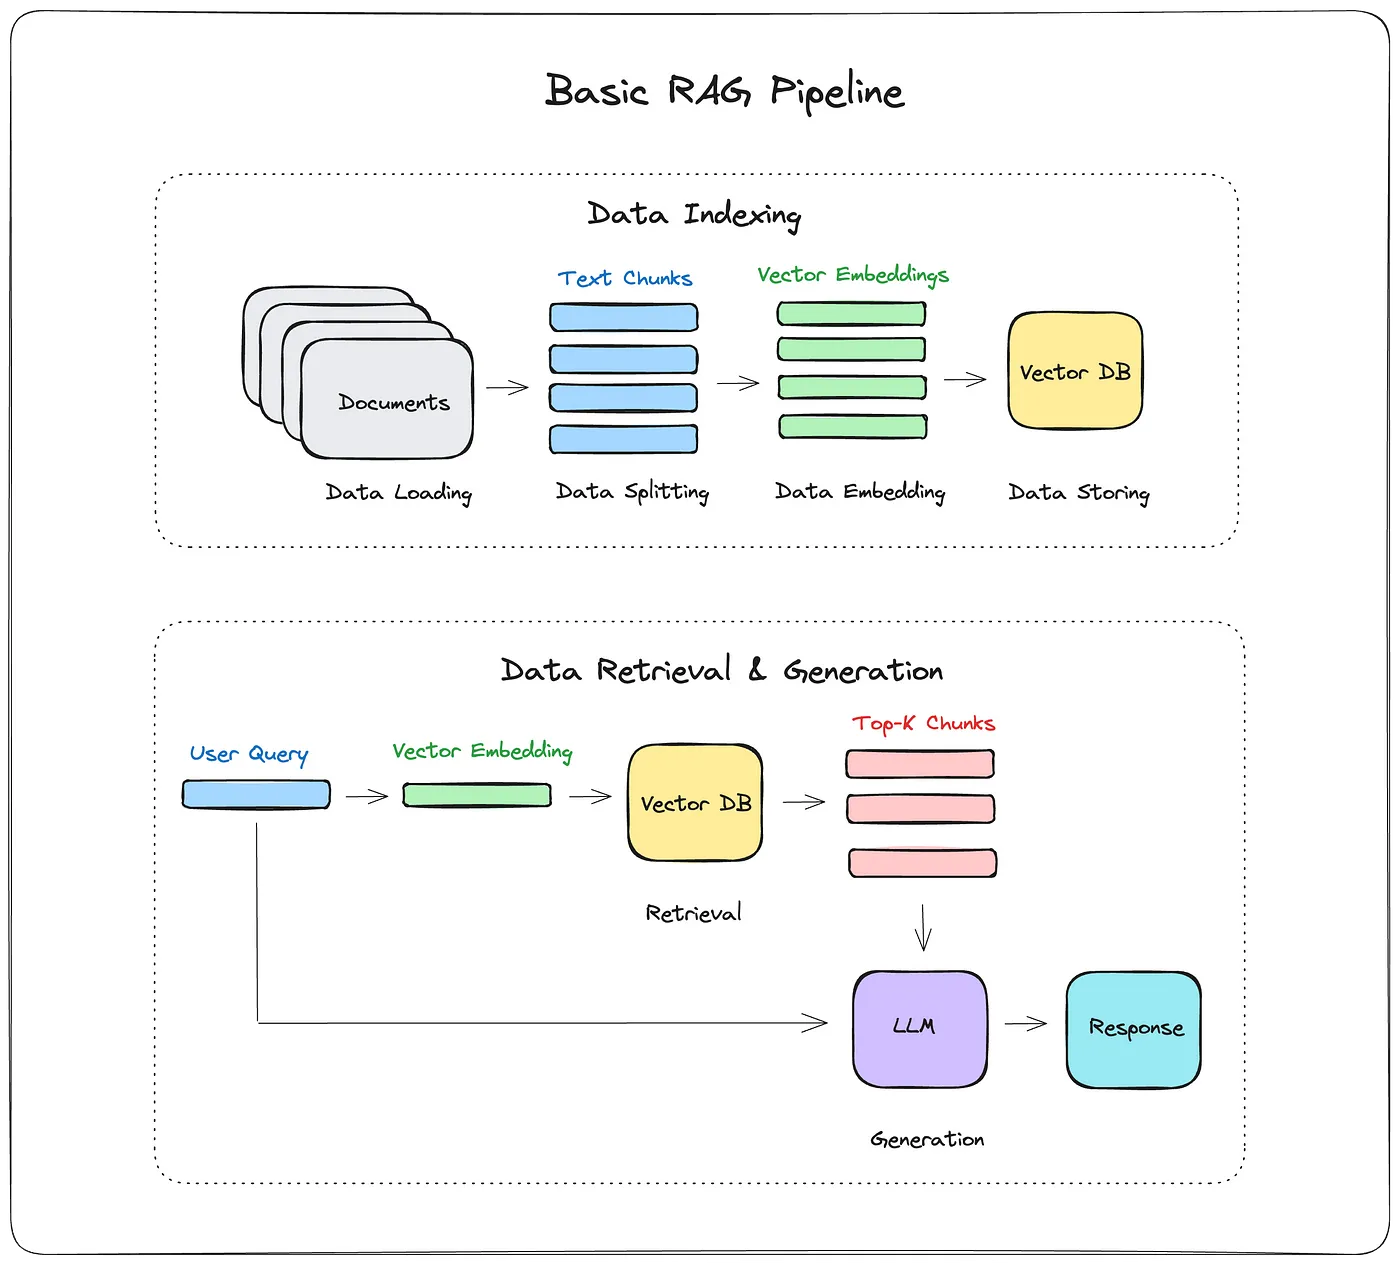 Basic RAG Pipeline
Data Indexing
Text Chunks
Vector Embeddings
Documents
Vector DB
Data Loading
Data Splitting
Data Embedding
Data Storing
Data Retrieval & Generation
User Query
Vector Embedding
Vector DB
Top-K Chunks
Retrieval
LLM
Response
Generation